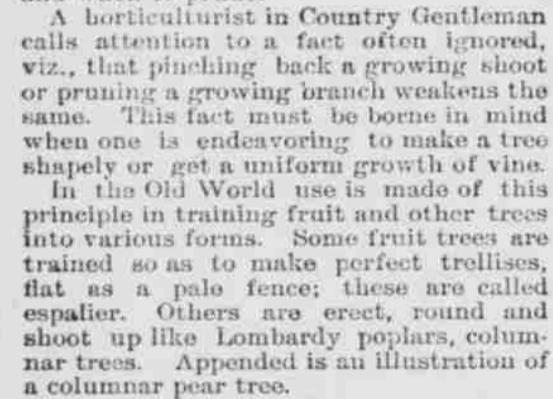 A horticulturist in Country Gentleman
calls attention to a fact often ignored,
viz., that pinching back a growing shoot
or pruning a growing branch weakens the
same. This fact must be borne in mind
when one is endeavoring to make a tree
shapely or get a uniform growth of vine.
In the Old World use is made of this
principle in training fruit and other trees
into various forms. Some fruit trees are
trained so as to make perfect trellises,
flat as a pale fence; these are called
espalier. Others are erect, round and
shoot up like Lombardy poplars, colum-
nar trees. Appended is an illustration of
a columnar pear tree.